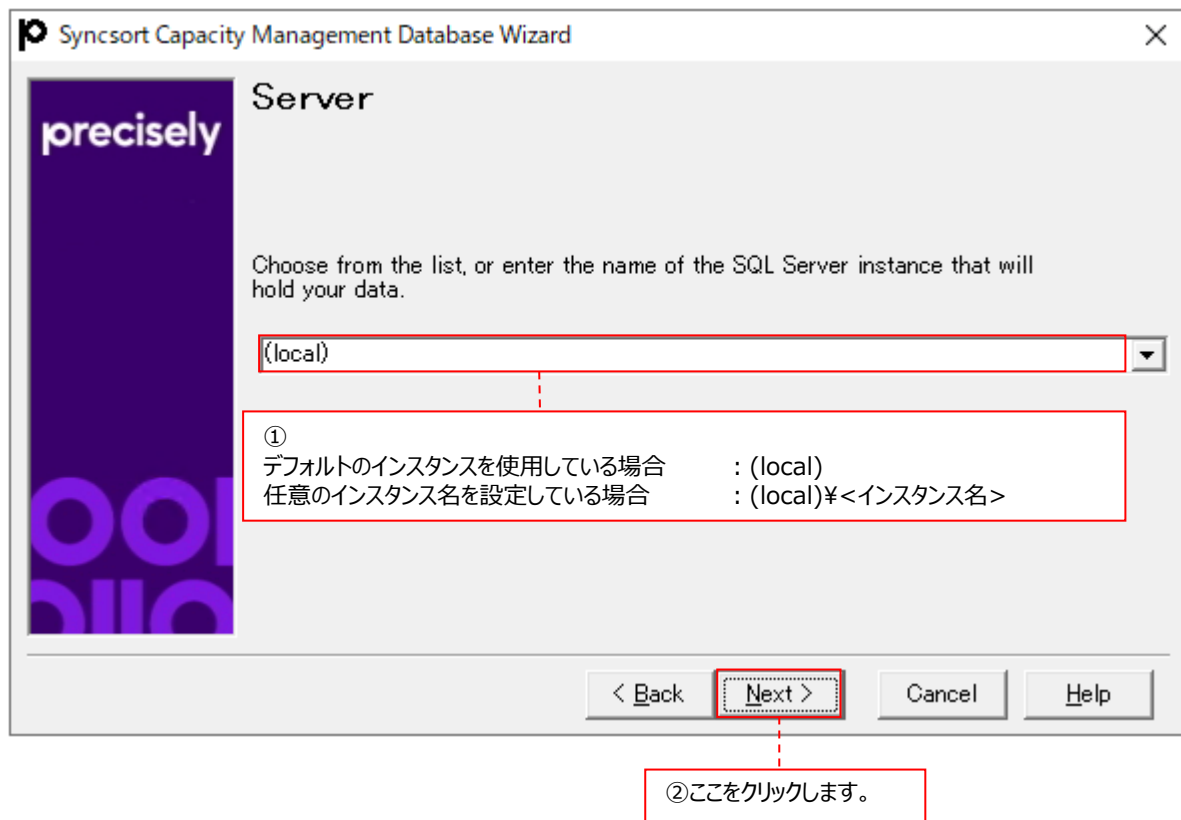 Syncsort Capacity Management Database Wizard
precisely
Server
Choose from the list, or enter the name of the SQL Server instance that will
hold your data.
(local)
①
デフォルトのインスタンスを使用している場合 : (local)
任意のインスタンス名を設定している場合 : (local)¥<インスタンス名>
< Back
Next >
Cancel
Help
②ここをクリックします。